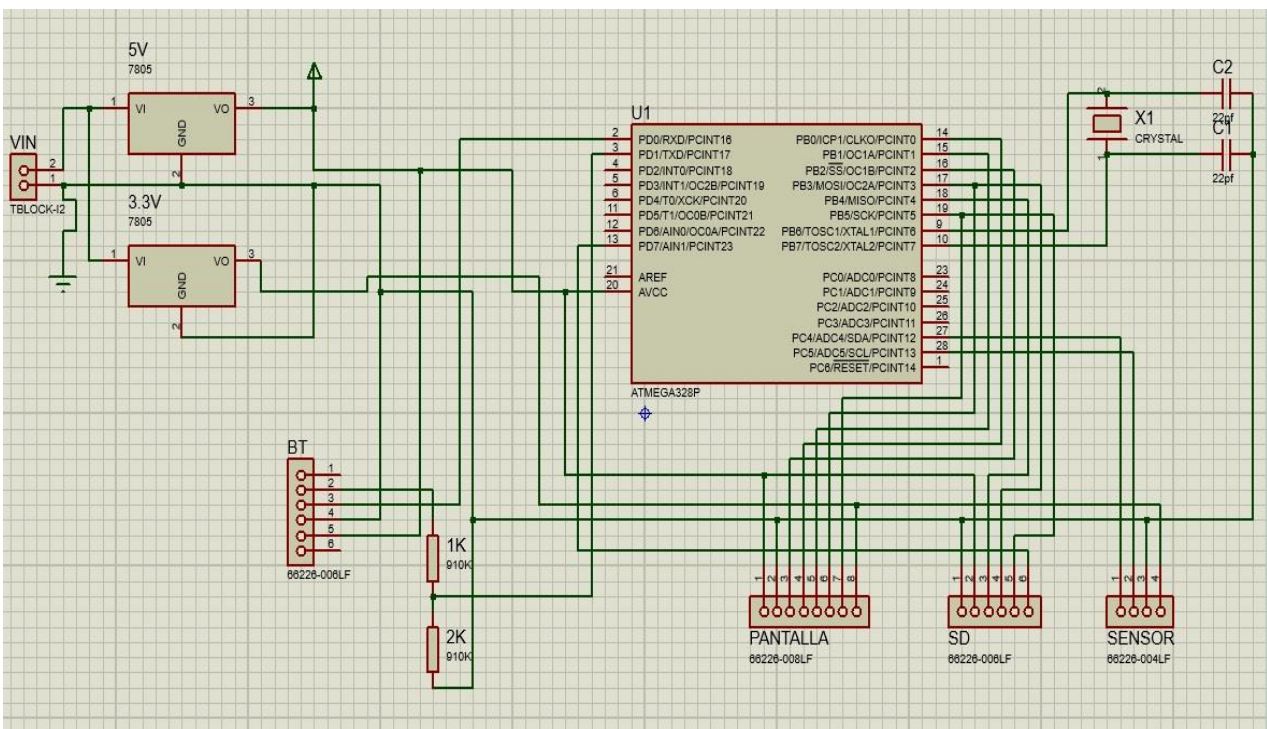 5V
7805
1
VI
VO
3
GND
2
VIN
2
1
TBLOCK-I2
3.3V
7805
1
VI
VO
3
GND
2
U1
2
PD0/RXD/PCINT16
3
PD1/TXD/PCINT17
4
PD2/INT0/PCINT18
5
PD3/INT1/OC2B/PCINT19
6
PD4/T0/XCK/PCINT20
11
PD5/T1/OC0B/PCINT21
12
PD6/AIN0/OC0A/PCINT22
13
PD7/AIN1/PCINT23
21
AREF
20
AVCC
PB0/ICP1/CLKO/PCINT0
14
PB1/OC1A/PCINT1
15
PB2/SS/OC1B/PCINT2
16
PB3/MOSI/OC2A/PCINT3
17
PB4/MISO/PCINT4
18
PB5/SCK/PCINT5
19
PB6/TOSC1/XTAL1/PCINT6
9
PB7/TOSC2/XTAL2/PCINT7
10
PC0/ADC0/PCINT8
23
PC1/ADC1/PCINT9
24
PC2/ADC2/PCINT10
25
PC3/ADC3/PCINT11
26
PC4/ADC4/SDA/PCINT12
27
PC5/ADC5/SCL/PCINT13
28
PC6/RESET/PCINT14
1
ATMEGA328P
2
X1
CRYSTAL
1
C2
22pf
C1
22pf
BT
1
2
3
4
5
6
66226-006LF
1K
910K
2K
910K
1 2 3 4 5 6 7 8
PANTALLA
66226-008LF
1 2 3 4 5 6
SD
66226-006LF
1 2 3 4
SENSOR
66226-004LF